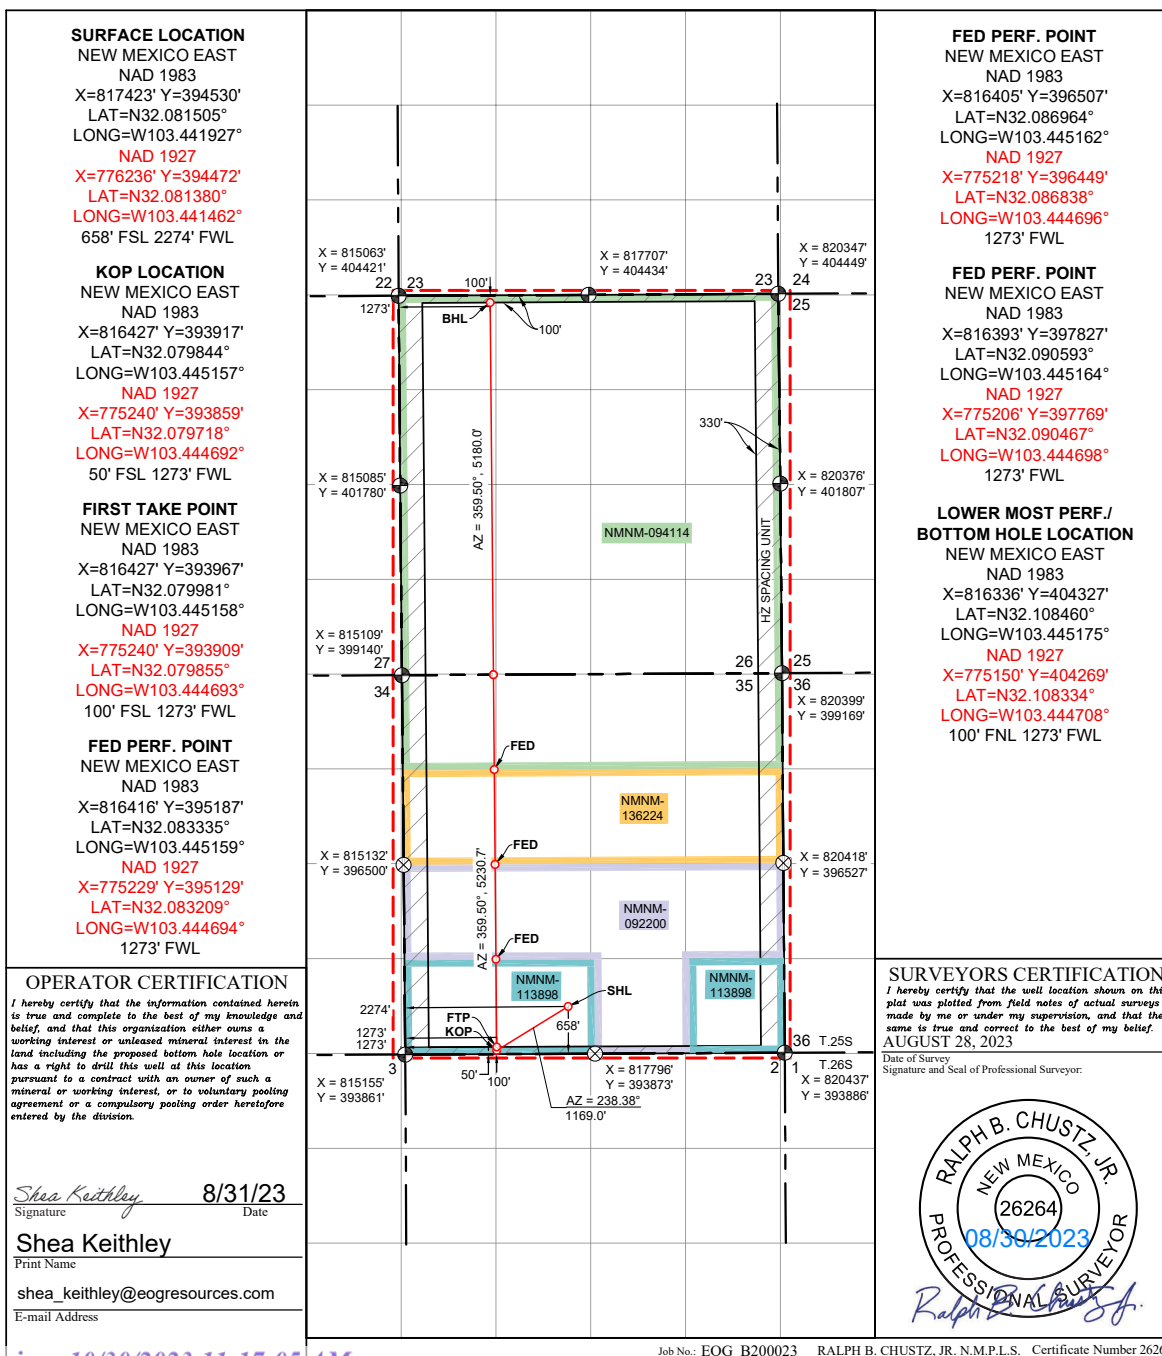 SURFACE LOCATION
NEW MEXICO EAST
NAD 1983
X=817423' Y=394530'
LAT=N32.081505°
LONG=W103.441927°
NAD 1927
X=776236' Y=394472'
LAT=N32.081380°
LONG=W103.441462°
658' FSL 2274' FWL
KOP LOCATION
NEW MEXICO EAST
NAD 1983
X=816427' Y=393917'
LAT=N32.079844°
LONG=W103.445157°
NAD 1927
X=775240' Y=393859'
LAT=N32.079718°
LONG=W103.444692°
50' FSL 1273' FWL
FIRST TAKE POINT
NEW MEXICO EAST
NAD 1983
X=816427' Y=393967'
LAT=N32.079981°
LONG=W103.445158°
NAD 1927
X=775240' Y=393909'
LAT=N32.079855°
LONG=W103.444693°
100' FSL 1273' FWL
FED PERF. POINT
NEW MEXICO EAST
NAD 1983
X=816416' Y=395187'
LAT=N32.083335°
LONG=W103.445159°
NAD 1927
X=775229' Y=395129'
LAT=N32.083209°
LONG=W103.444694°
1273' FWL
OPERATOR CERTIFICATION
I hereby certify that the information contained herein
is true and complete to the best of my knowledge and
belief, and that this organization either owns a
working interest or unleased mineral interest in the
land including the proposed bottom hole location or
has a right to drill this well at this location
pursuant to a contract with an owner of such a
mineral or working interest, or to voluntary pooling
agreement or a compulsory pooling order heretofore
entered by the division.
Shea Keithley 8/31/23
Signature Date
Shea Keithley
Print Name
shea_keithley@eogresources.com
E-mail Address
X = 815063'
Y = 404421'
22 23
100'
X = 817707'
Y = 404434'
23 24
25
X = 820347'
Y = 404449'
1273'
BHL
100'
330'
AZ = 359.50°, 5180.0'
X = 815085'
Y = 401780'
X = 820376'
Y = 401807'
NMNM-094114
HZ SPACING UNIT
X = 815109'
Y = 399140'
27
34
26 25
35 36
X = 820399'
Y = 399169'
FED
NMNM-
136224
FED
X = 815132'
Y = 396500'
X = 820418'
Y = 396527'
AZ = 359.50°, 5230.7'
NMNM-
092200
FED
NMNM-
113898
NMNM-
113898
SHL
2274'
FTP
KOP
658'
1273'
1273'
3
50'
100'
2 1
36 T.25S
T.26S
X = 815155'
Y = 393861'
X = 817796'
Y = 393873'
X = 820437'
Y = 393886'
AZ = 238.38°
1169.0'
FED PERF. POINT
NEW MEXICO EAST
NAD 1983
X=816405' Y=396507'
LAT=N32.086964°
LONG=W103.445162°
NAD 1927
X=775218' Y=396449'
LAT=N32.086838°
LONG=W103.444696°
1273' FWL
FED PERF. POINT
NEW MEXICO EAST
NAD 1983
X=816393' Y=397827'
LAT=N32.090593°
LONG=W103.445164°
NAD 1927
X=775206' Y=397769'
LAT=N32.090467°
LONG=W103.444698°
1273' FWL
LOWER MOST PERF./
BOTTOM HOLE LOCATION
NEW MEXICO EAST
NAD 1983
X=816336' Y=404327'
LAT=N32.108460°
LONG=W103.445175°
NAD 1927
X=775150' Y=404269'
LAT=N32.108334°
LONG=W103.444708°
100' FNL 1273' FWL
SURVEYORS CERTIFICATION
I hereby certify that the well location shown on this
plat was plotted from field notes of actual surveys
made by me or under my supervision, and that the
same is true and correct to the best of my belief.
AUGUST 28, 2023
Date of Survey
Signature and Seal of Professional Surveyor:
RALPH B. CHUSTZ, JR.
NEW MEXICO
26264
08/30/2023
PROFESSIONAL SURVEYOR
Ralph B. Chustz Jr.
10/30/2023 11:17:05 AM
Job No.: EOG_B200023 RALPH B. CHUSTZ, JR. N.M.P.L.S. Certificate Number 2626